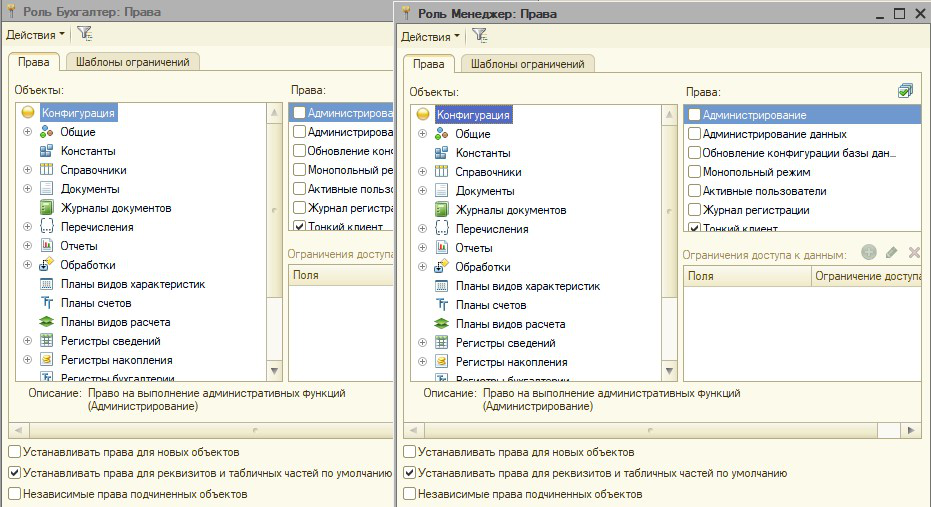 Роль Бухгалтер: Права
Действия
Права
Шаблоны ограничений
Объекты:
Права:
Конфигурация
Общие
Константы
Справочники
Документы
Журналы документов
Перечисления
Отчеты
Обработки
Планы видов характеристик
Планы счетов
Планы видов расчета
Регистры сведений
Регистры накопления
Регистры бухгалтерии
Администрова
Администрирова
Обновление конс
Монопольный ре
Активные пользо
Журнал регистра
Тонкий клиент
Ограничения доступа
Поля
Описание: Право на выполнение административных функций
(Администрирование)
Устанавливать права для новых объектов
Устанавливать права для реквизитов и табличных частей по умолчанию
Независимые права подчиненных объектов
Роль Менеджер: Права
Действия
Права
Шаблоны ограничений
Объекты:
Права:
Конфигурация
Общие
Константы
Справочники
Документы
Журналы документов
Перечисления
Отчеты
Обработки
Планы видов характеристик
Планы счетов
Планы видов расчета
Регистры сведений
Регистры накопления
Регистры бухгалтерии
Администрирование
Администрирование данных
Обновление конфигурации базы дан...
Монопольный режим
Активные пользователи
Журнал регистрации
Тонкий клиент
Ограничения доступа к данным:
Поля
Ограничение доступа
Описание: Право на выполнение административных функций
(Администрирование)
Устанавливать права для новых объектов
Устанавливать права для реквизитов и табличных частей по умолчанию
Независимые права подчиненных объектов